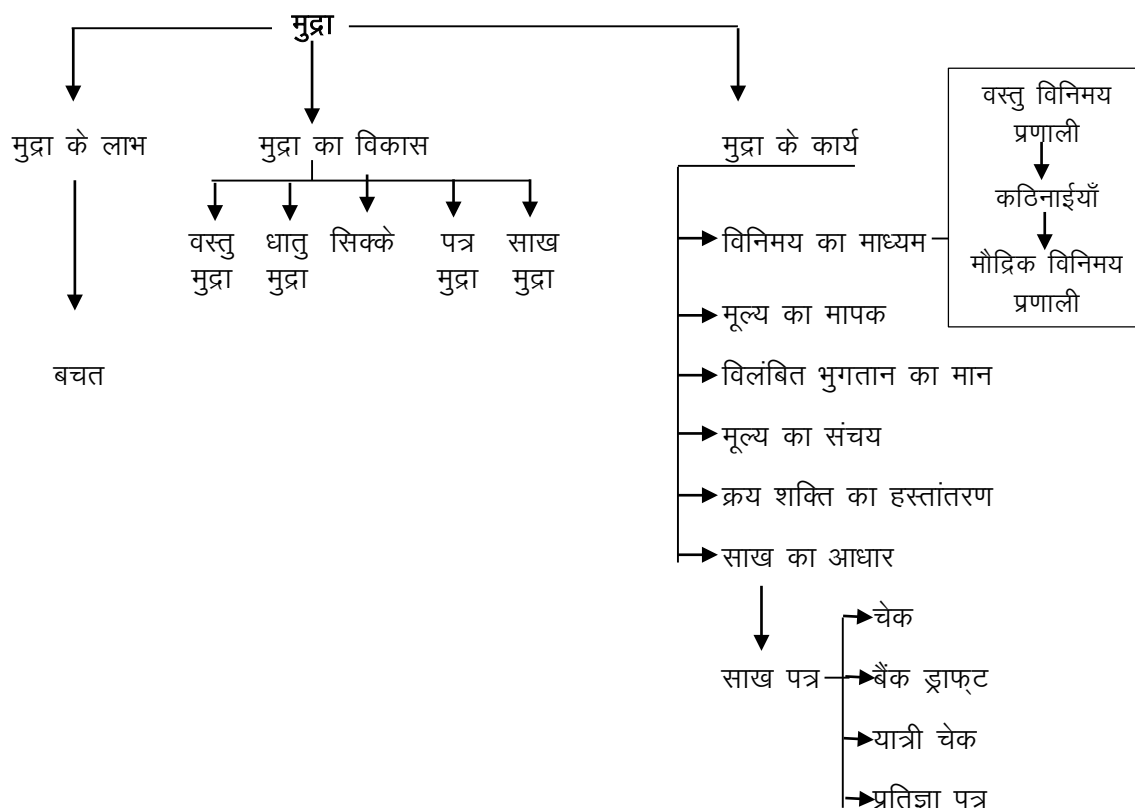 मुद्रा
मुद्रा के लाभ
मुद्रा का विकास
मुद्रा के कार्य
वस्तु विनिमय
प्रणाली
कठिनाईयाँ
मौद्रिक विनिमय
प्रणाली
वस्तु
मुद्रा
धातु
मुद्रा
सिक्के
पत्र
मुद्रा
साख
मुद्रा
बचत
विनिमय का माध्यम
मूल्य का मापक
विलंबित भुगतान का मान
मूल्य का संचय
क्रय शक्ति का हस्तांतरण
साख का आधार
साख पत्र
चेक
बैंक ड्राफ्ट
यात्री चेक
प्रतिज्ञा पत्र